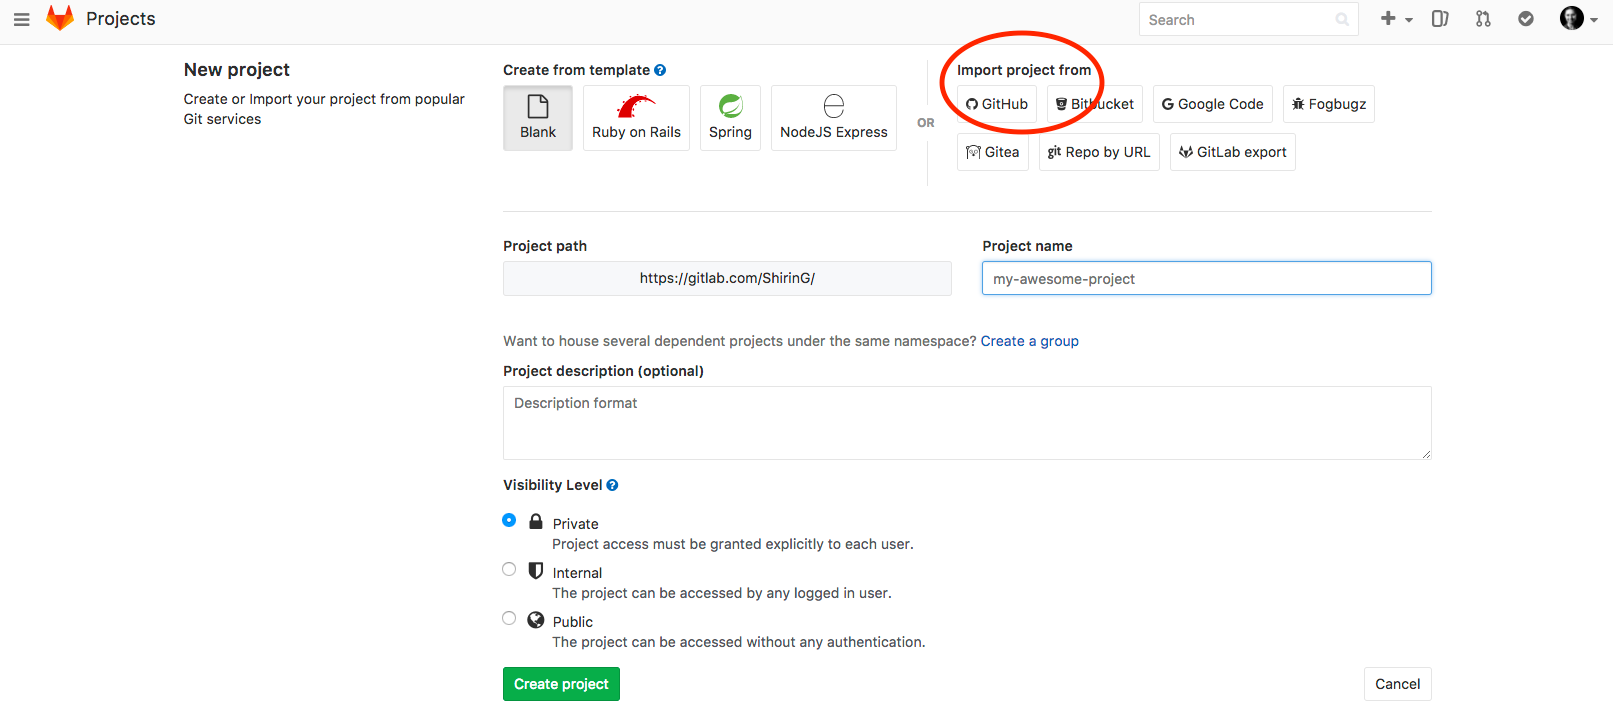 Projects
Search
New project
Create or Import your project from popular
Git services
Create from template
Blank
Ruby on Rails
Spring
NodeJS Express
OR
Import project from
GitHub
Bitbucket
Google Code
Fogbugz
Gitea
git Repo by URL
GitLab export
Project path
https://gitlab.com/ShirinG/
Project name
my-awesome-project
Want to house several dependent projects under the same namespace? Create a group
Project description (optional)
Description format
Visibility Level
Private
Project access must be granted explicitly to each user.
Internal
The project can be accessed by any logged in user.
Public
The project can be accessed without any authentication.
Create project
Cancel